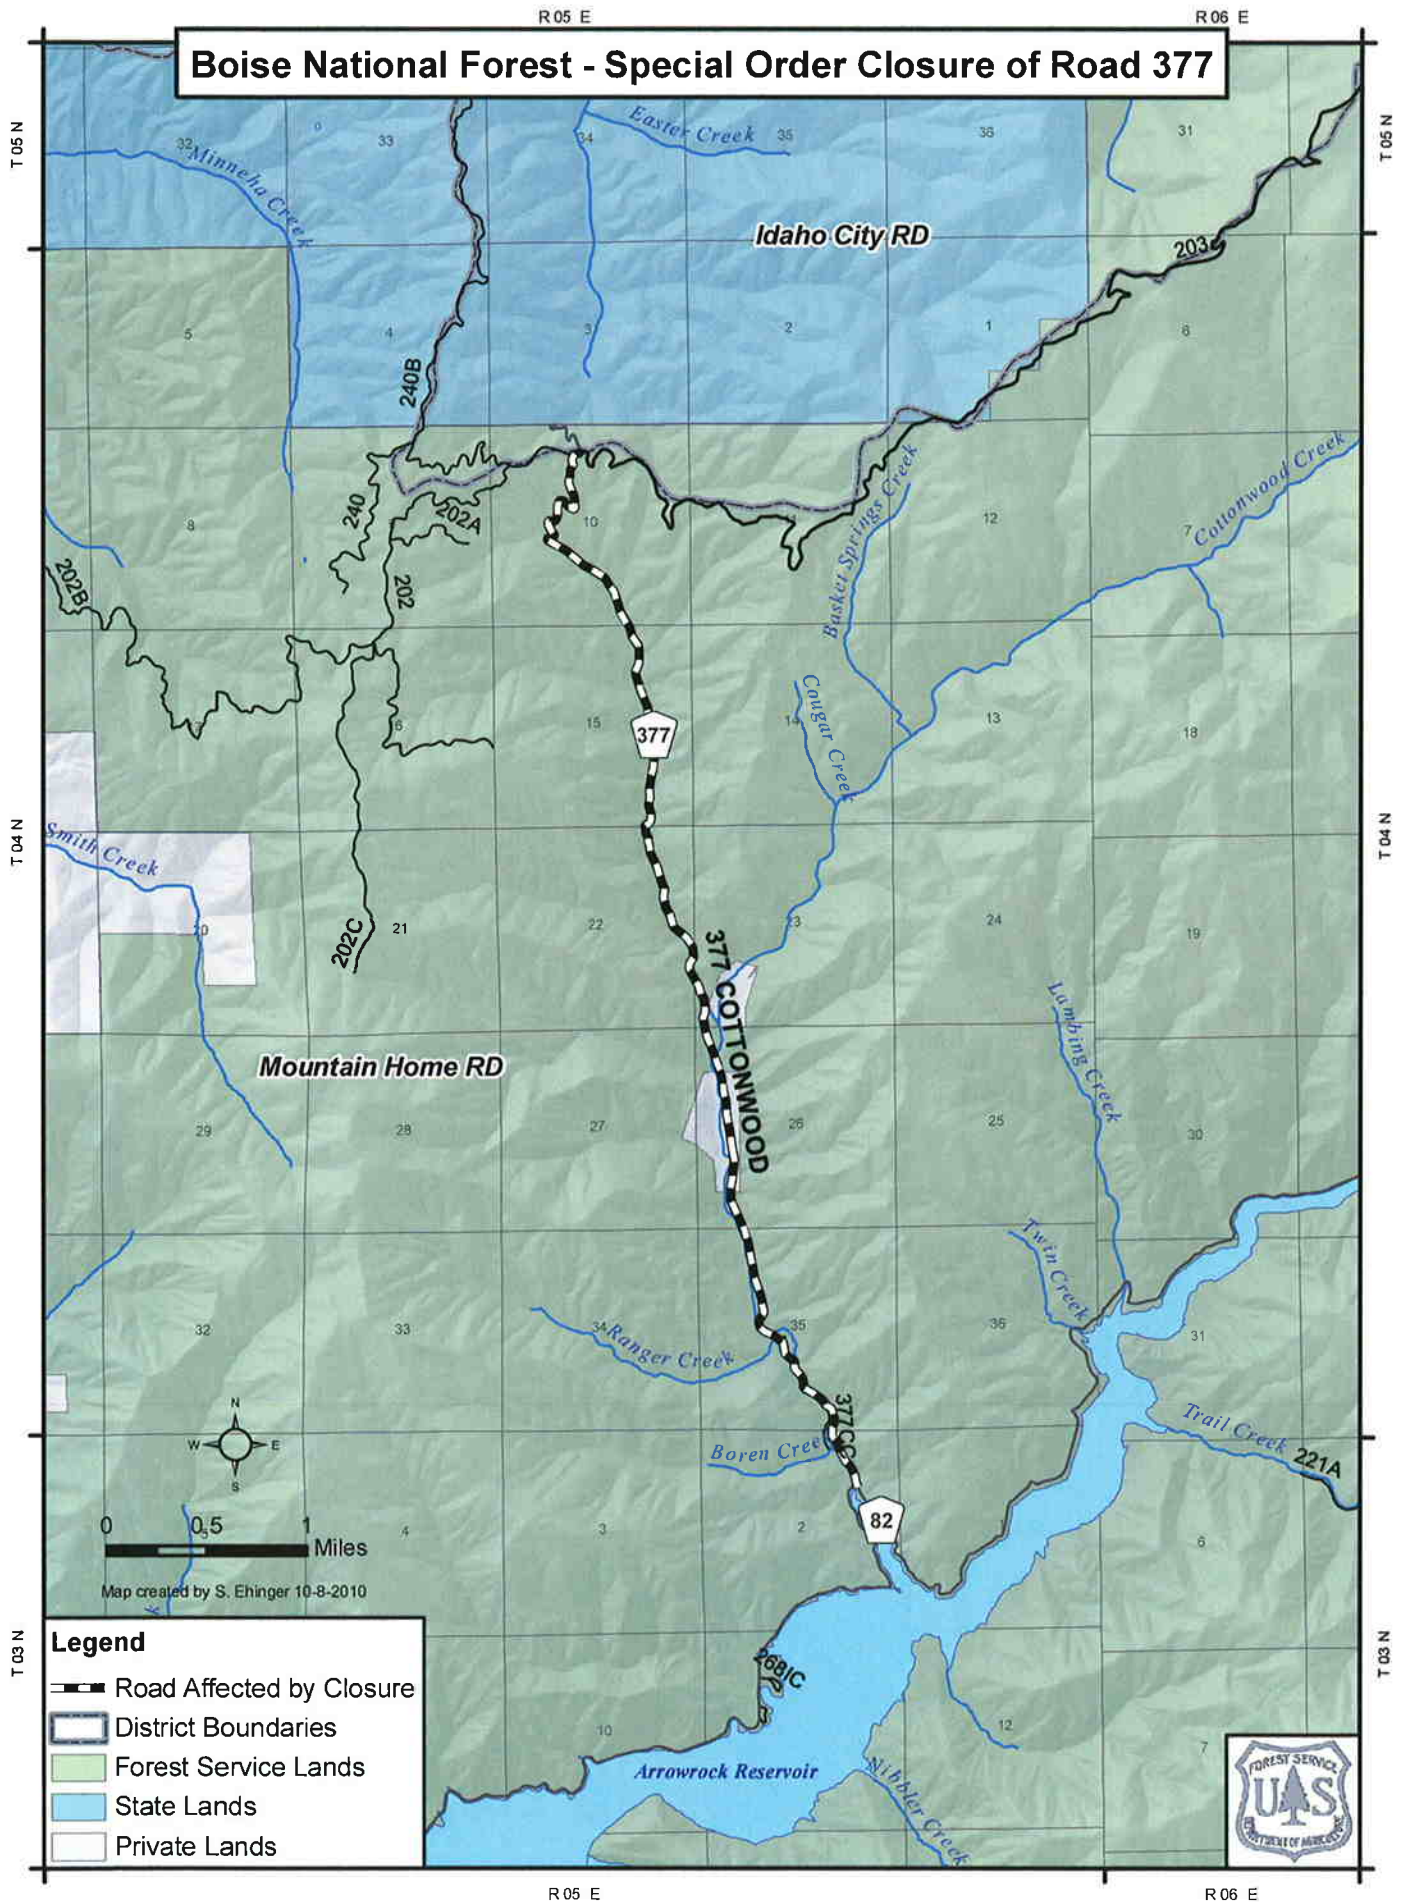 R 05 E
R 06 E
Boise National Forest - Special Order Closure of Road 377
T 05 N
T 05 N
32
33
34
Easter Creek
35
36
31
Minneha Creek
Idaho City RD
203
5
4
3
2
1
6
240B
Cottonwood Creek
240
202A
8
10
Basket Springs Creek
12
7
202B
202
Cougar Creek
15
14
13
18
377
T 04 N
T 04 N
Smith Creek
20
202C
21
22
23
24
19
377 COTTONWOOD
Lambing Creek
Mountain Home RD
29
28
27
26
25
30
Twin Creek
32
33
34
Ranger Creek
35
36
31
N
W
E
S
377CC
Boren Creek
Trail Creek
221A
0
0.5
1
Miles
5
4
3
2
82
6
Map created by S. Ehinger 10-8-2010
T 03 N
T 03 N
Legend
Road Affected by Closure
District Boundaries
Forest Service Lands
State Lands
Private Lands
268IC
10
12
7
Arrowrock Reservoir
Nibbler Creek
FOREST SERVICE
U S
DEPARTMENT OF AGRICULTURE
R 05 E
R 06 E